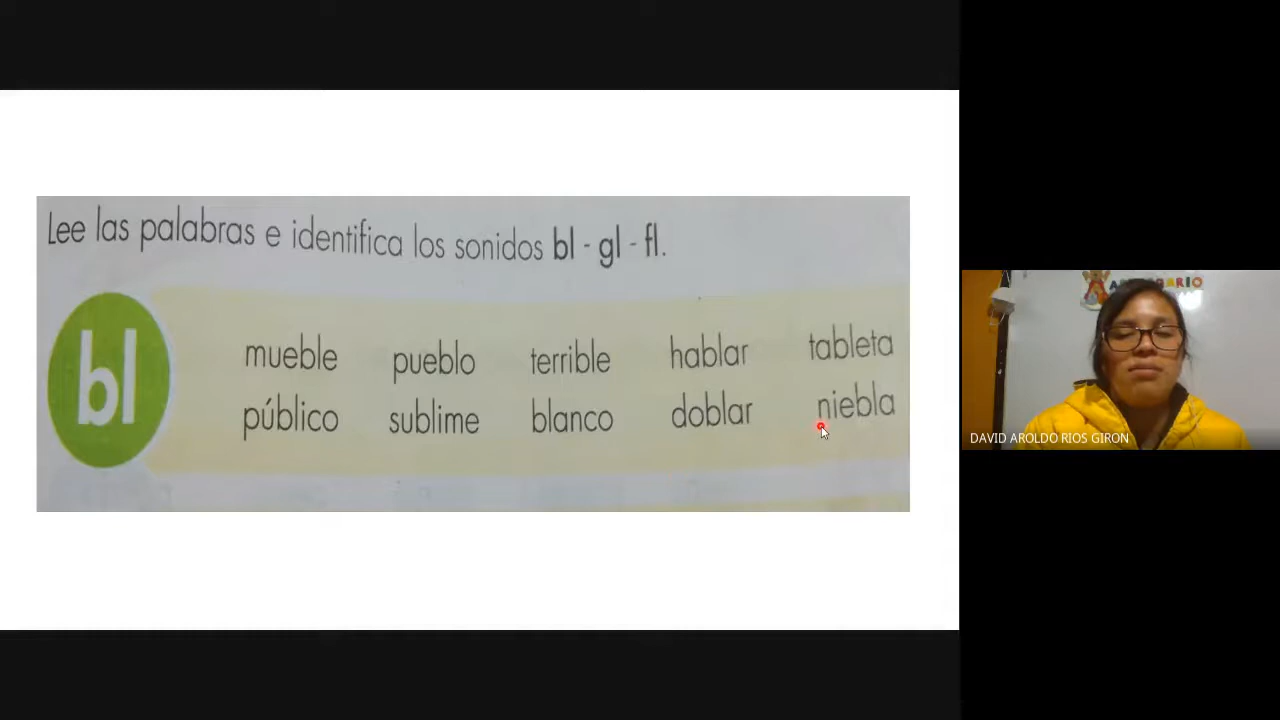 Lee las palabras e identifica los sonidos bl - gl - fl.
bl
mueble pueblo terrible hablar tableta
público sublime blanco doblar niebla
DAVID AROLDO RIOS GIRON